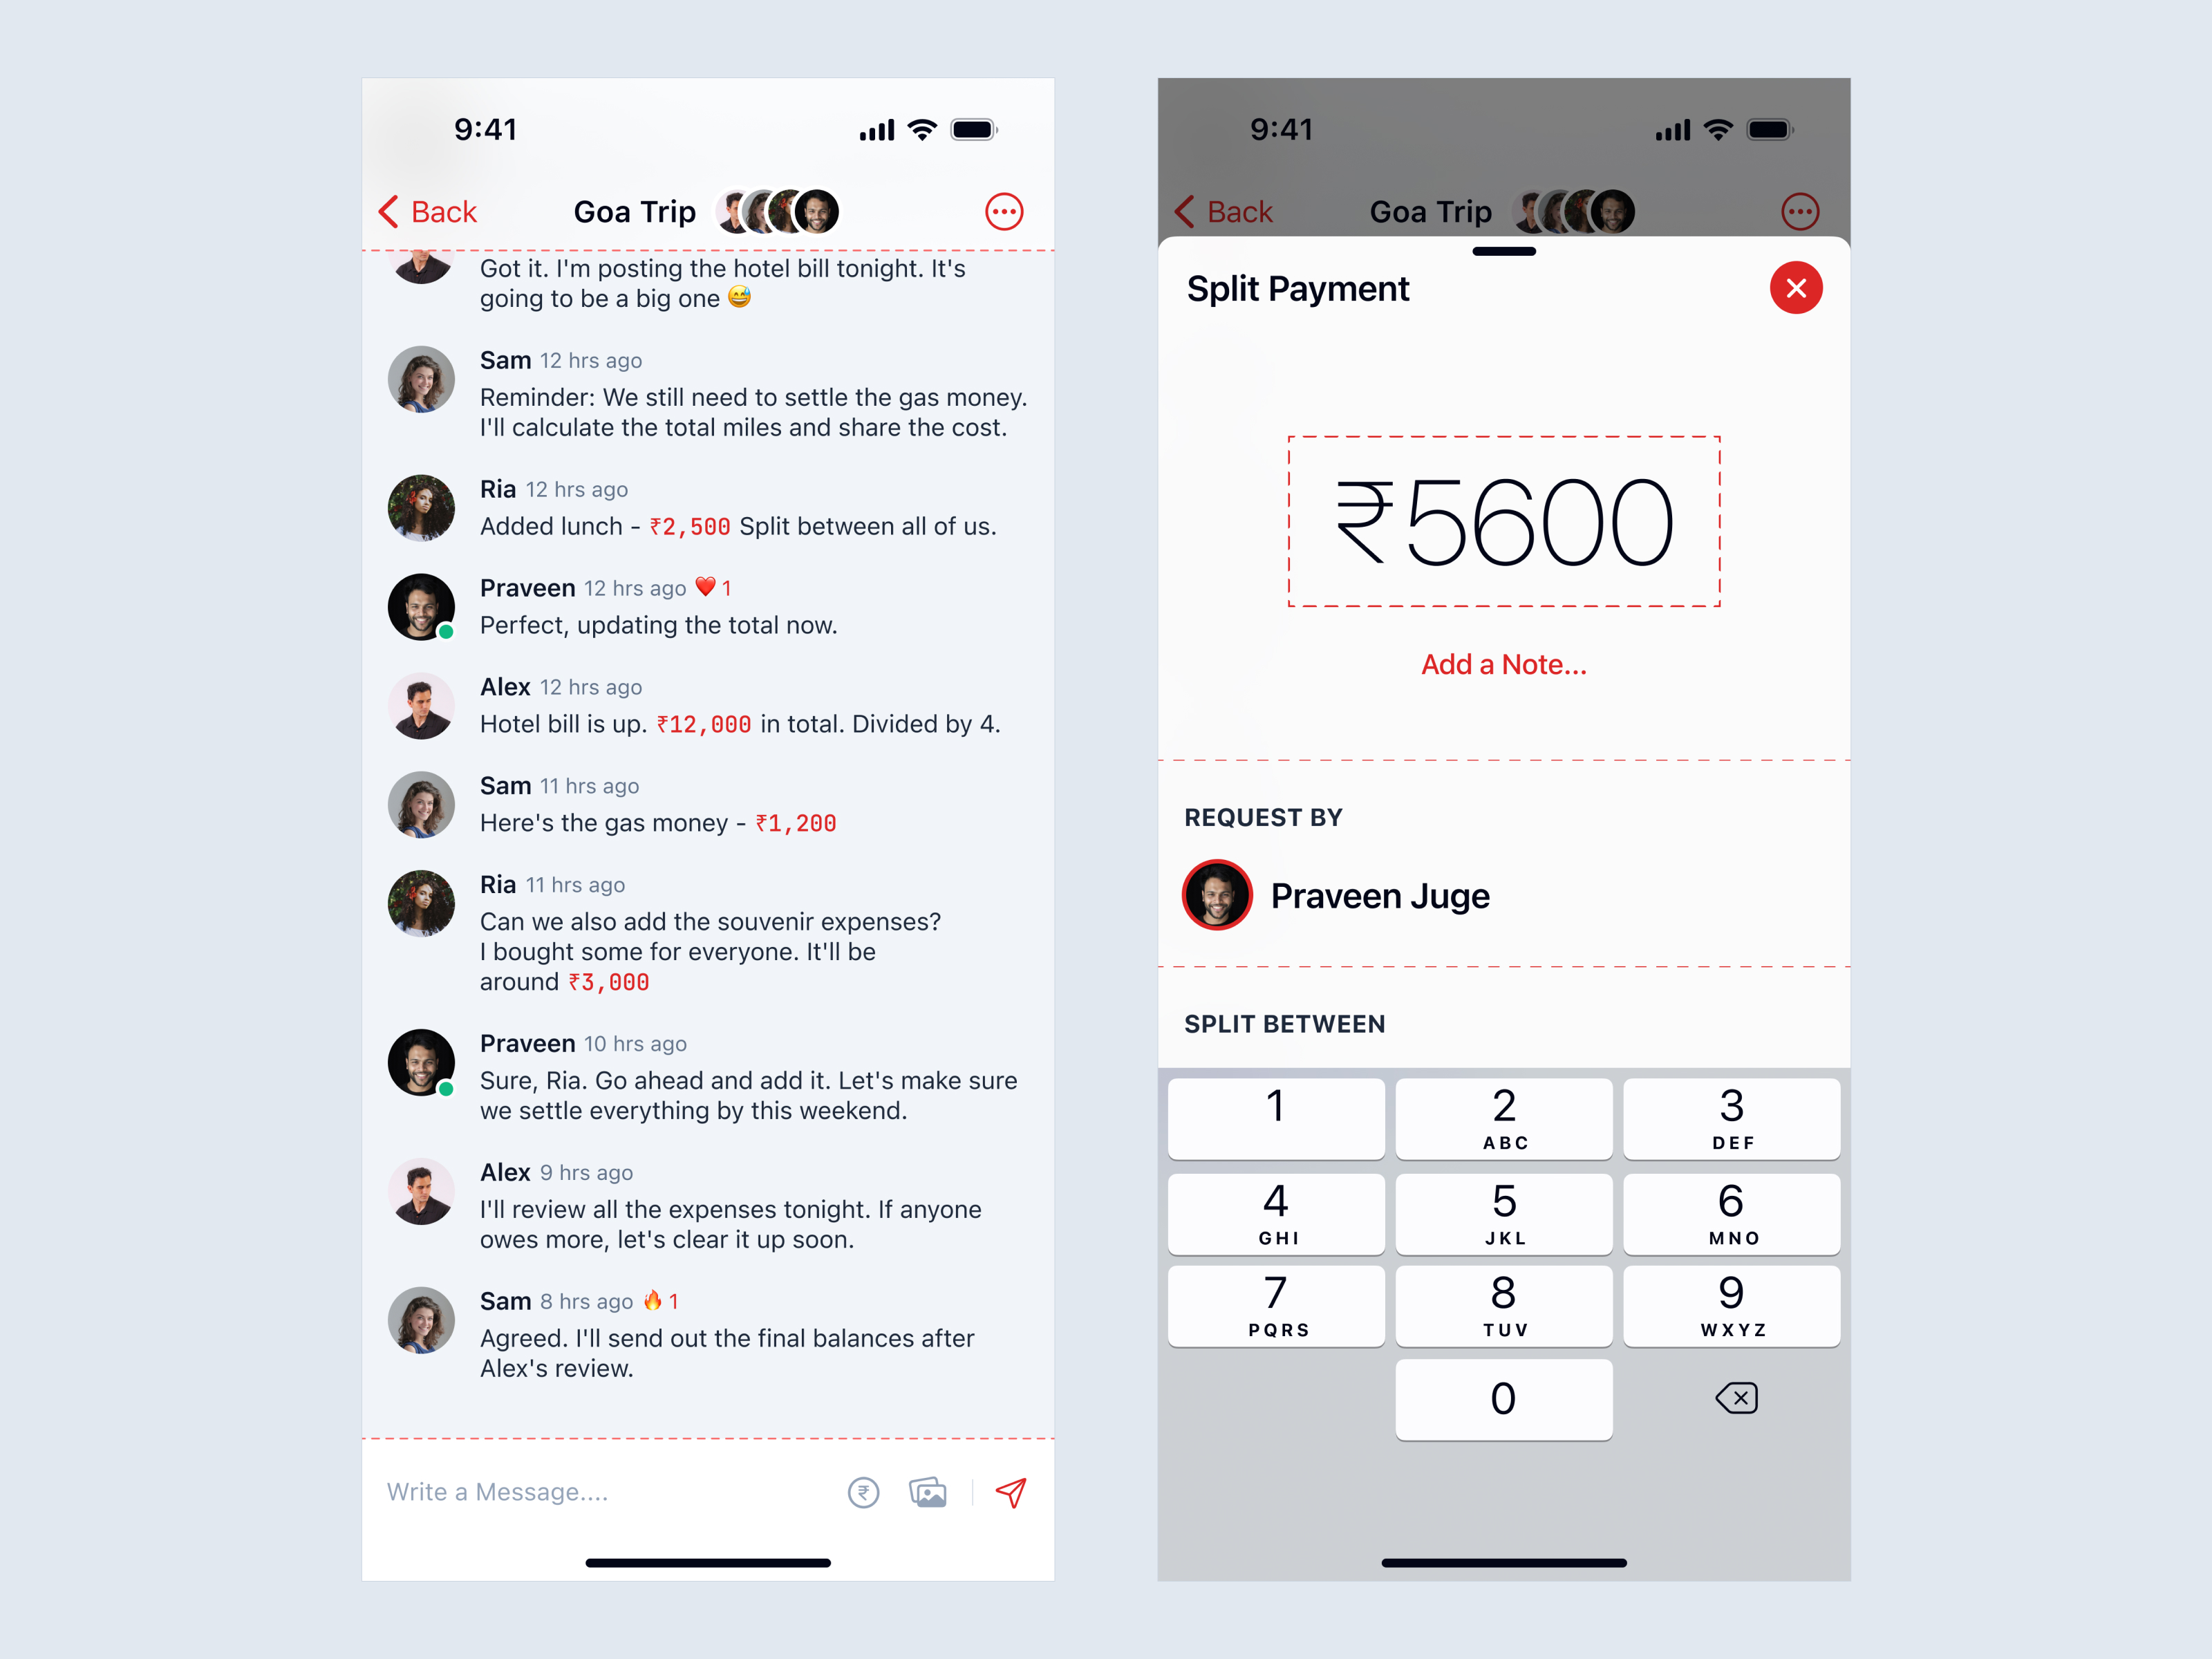 9:41
Back
Goa Trip
Got it. I'm posting the hotel bill tonight. It's
going to be a big one 😅
Sam 12 hrs ago
Reminder: We still need to settle the gas money.
I'll calculate the total miles and share the cost.
Ria 12 hrs ago
Added lunch - ₹2,500 Split between all of us.
Praveen 12 hrs ago ❤️ 1
Perfect, updating the total now.
Alex 12 hrs ago
Hotel bill is up. ₹12,000 in total. Divided by 4.
Sam 11 hrs ago
Here's the gas money - ₹1,200
Ria 11 hrs ago
Can we also add the souvenir expenses?
I bought some for everyone. It'll be
around ₹3,000
Praveen 10 hrs ago
Sure, Ria. Go ahead and add it. Let's make sure
we settle everything by this weekend.
Alex 9 hrs ago
I'll review all the expenses tonight. If anyone
owes more, let's clear it up soon.
Sam 8 hrs ago 🔥 1
Agreed. I'll send out the final balances after
Alex's review.
Write a Message....
₹
9:41
Back
Goa Trip
Split Payment
₹5600
Add a Note...
REQUEST BY
Praveen Juge
SPLIT BETWEEN
1 2 3
ABC DEF
4 5 6
GHI JKL MNO
7 8 9
PQRS TUV WXYZ
0